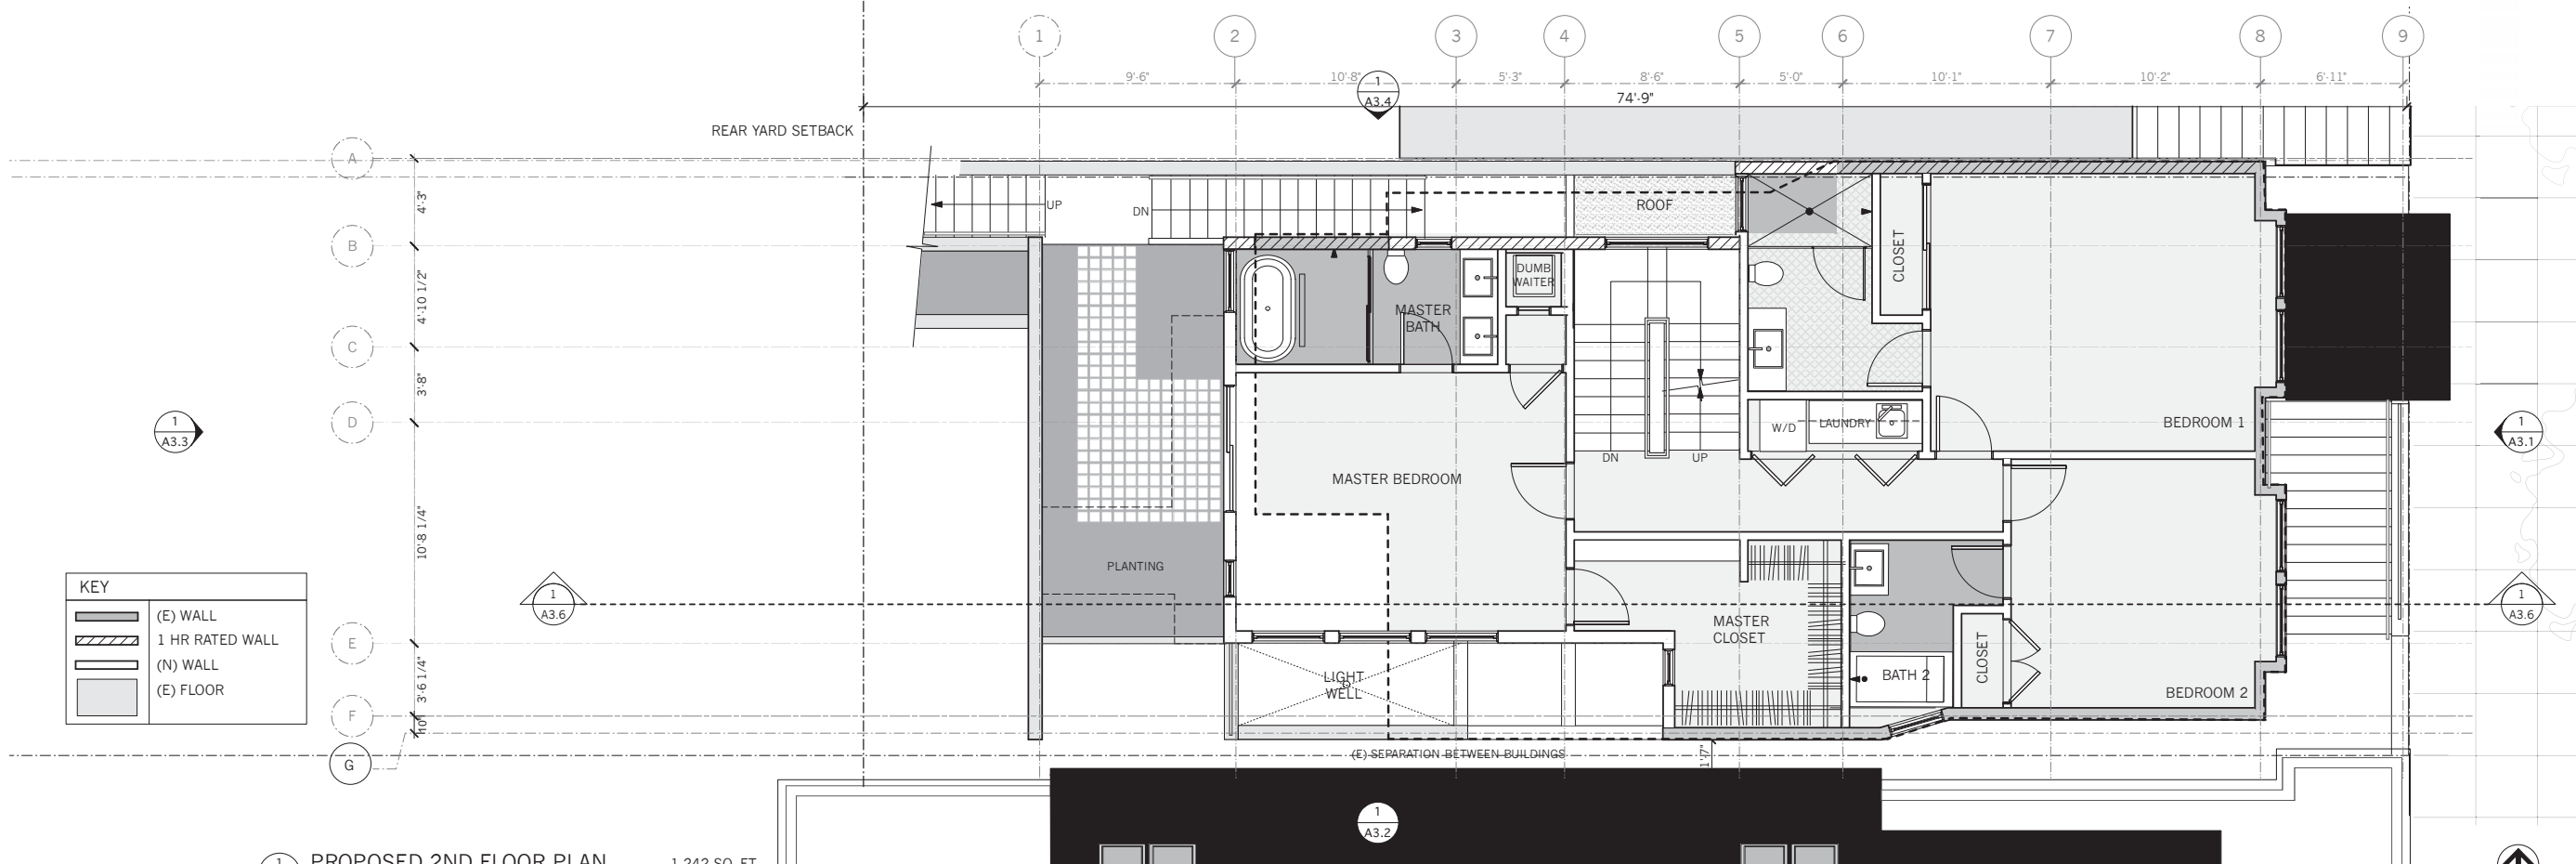 1 2 3 4 5 6 7 8 9
9'-6" 10'-8" 5'-3" 8'-6" 5'-0" 10'-1" 10'-2" 6'-11"
1
A3.4
74'-9"
REAR YARD SETBACK
A
4'-3"
B
4'-10 1/2"
C
3'-8"
D
10'-8 1/4"
E
3'-6 1/4"
F
10"
G
UP
DN
ROOF
DUMB
WAITER
CLOSET
MASTER
BATH
BEDROOM 1
W/D
LAUNDRY
1
A3.3
1
A3.1
DN
UP
MASTER BEDROOM
PLANTING
1
A3.6
1
A3.6
MASTER
CLOSET
CLOSET
BATH 2
BEDROOM 2
LIGHT
WELL
KEY
(E) WALL
1 HR RATED WALL
(N) WALL
(E) FLOOR
(E) SEPARATION BETWEEN BUILDINGS
1'-7"
1
A3.2
1
PROPOSED 2ND FLOOR PLAN
1,242 SQ. FT.